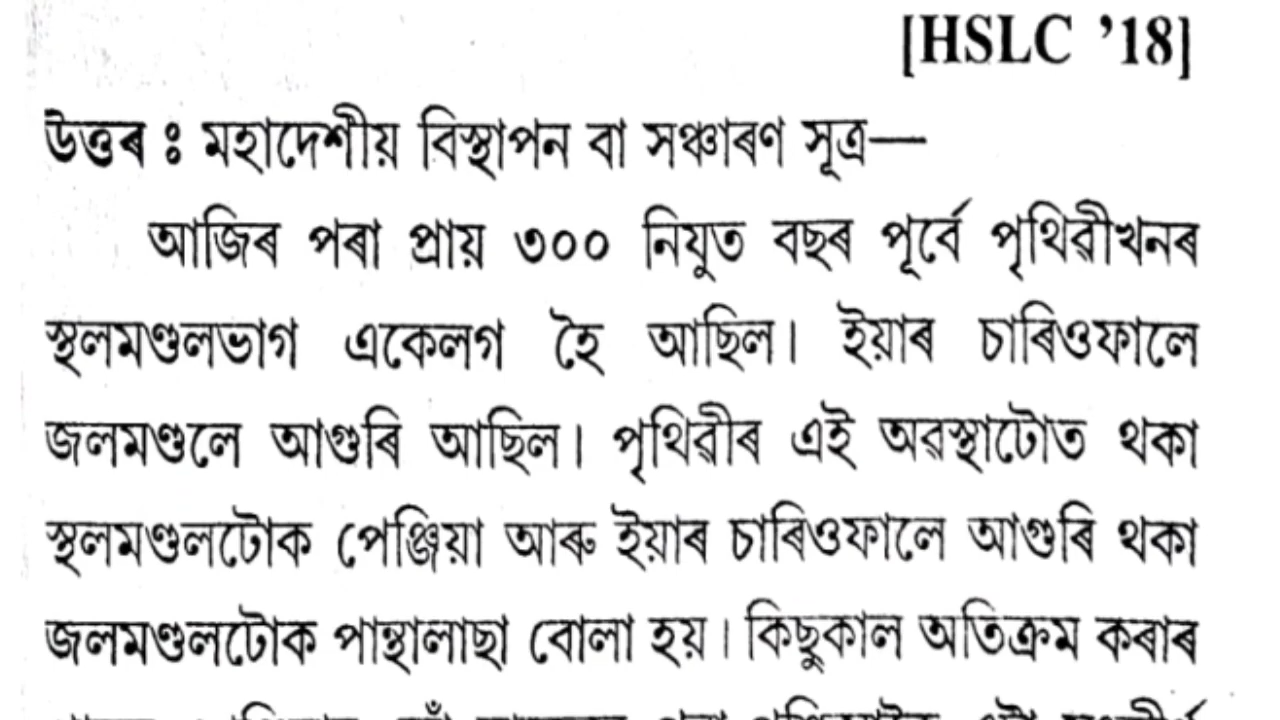 [HSLC ’18]
উত্তৰ ঃ মহাদেশীয় বিস্থাপন বা সঞ্চাৰণ সূত্ৰ—
আজিৰ পৰা প্ৰায় ৩০০ নিযুত বছৰ পূৰ্বে পৃথিৱীখনৰ
স্থলমণ্ডলভাগ একেলগ হৈ আছিল। ইয়াৰ চাৰিওফালে
জলমণ্ডলে আগুৰি আছিল। পৃথিৱীৰ এই অৱস্থাটোত থকা
স্থলমণ্ডলটোক পেঞ্জিয়া আৰু ইয়াৰ চাৰিওফালে আগুৰি থকা
জলমণ্ডলটোক পান্থালাছা বোলা হয়। কিছুকাল অতিক্ৰম কৰাৰ